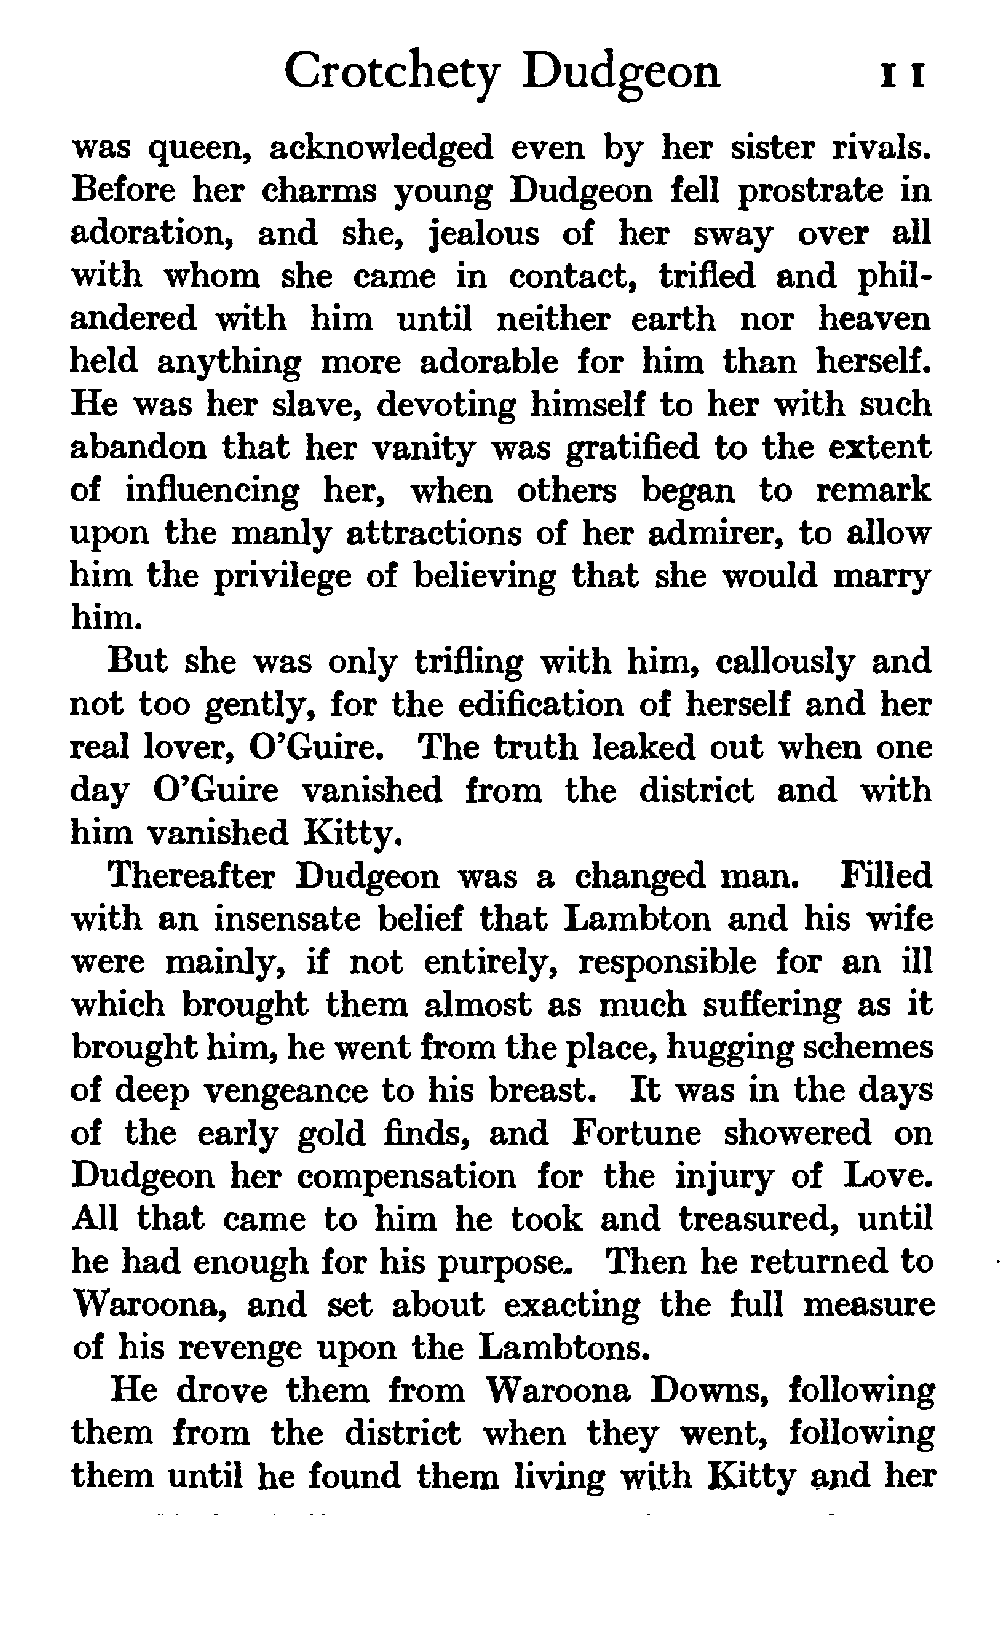 Crotchety Dudgeon 11
was queen, acknowledged even by her sister rivals.
Before her charms young Dudgeon fell prostrate in
adoration, and she, jealous of her sway over all
with whom she came in contact, trifled and phil-
andered with him until neither earth nor heaven
held anything more adorable for him than herself.
He was her slave, devoting himself to her with such
abandon that her vanity was gratified to the extent
of influencing her, when others began to remark
upon the manly attractions of her admirer, to allow
him the privilege of believing that she would marry
him.
But she was only trifling with him, callously and
not too gently, for the edification of herself and her
real lover, O'Guire. The truth leaked out when one
day O'Guire vanished from the district and with
him vanished Kitty.
Thereafter Dudgeon was a changed man. Filled
with an insensate belief that Lambton and his wife
were mainly, if not entirely, responsible for an ill
which brought them almost as much suffering as it
brought him, he went from the place, hugging schemes
of deep vengeance to his breast. It was in the days
of the early gold finds, and Fortune showered on
Dudgeon her compensation for the injury of Love.
All that came to him he took and treasured, until
he had enough for his purpose. Then he returned to
Waroona, and set about exacting the full measure
of his revenge upon the Lambtons.
He drove them from Waroona Downs, following
them from the district when they went, following
them until he found them living with Kitty and her